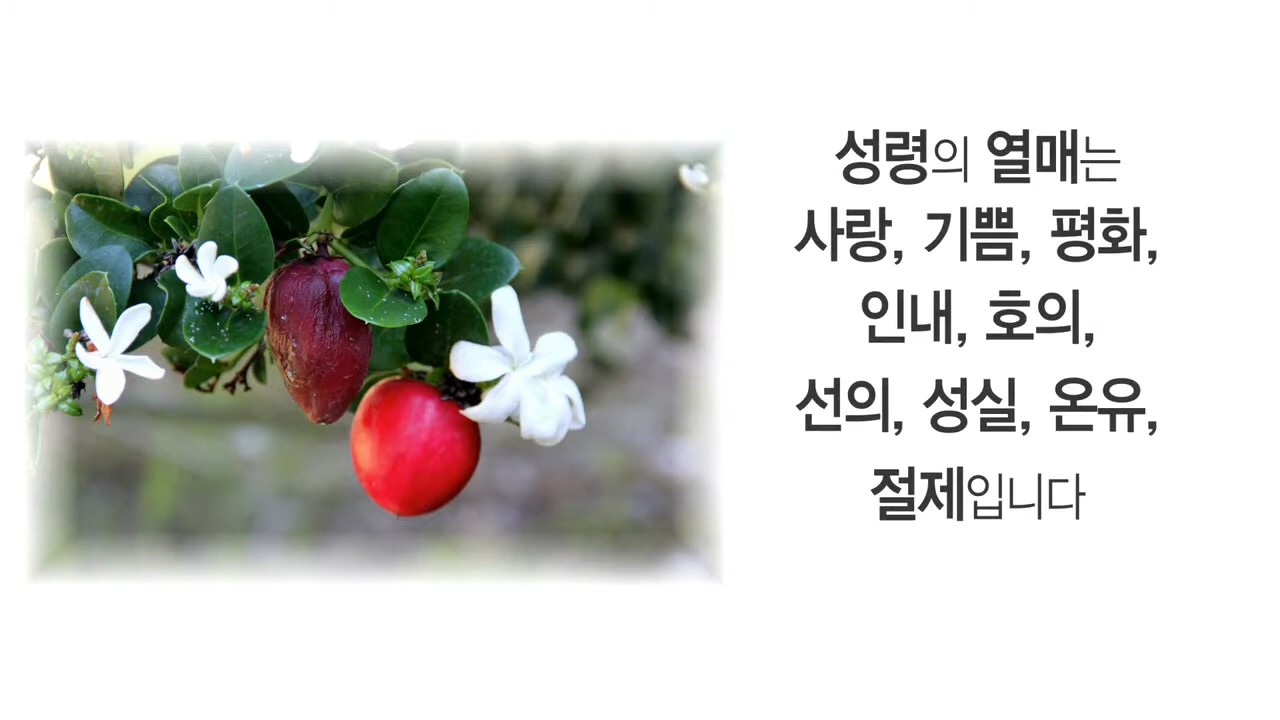 성령의 열매는
사랑, 기쁨, 평화,
인내, 호의,
선의, 성실, 온유,
절제입니다